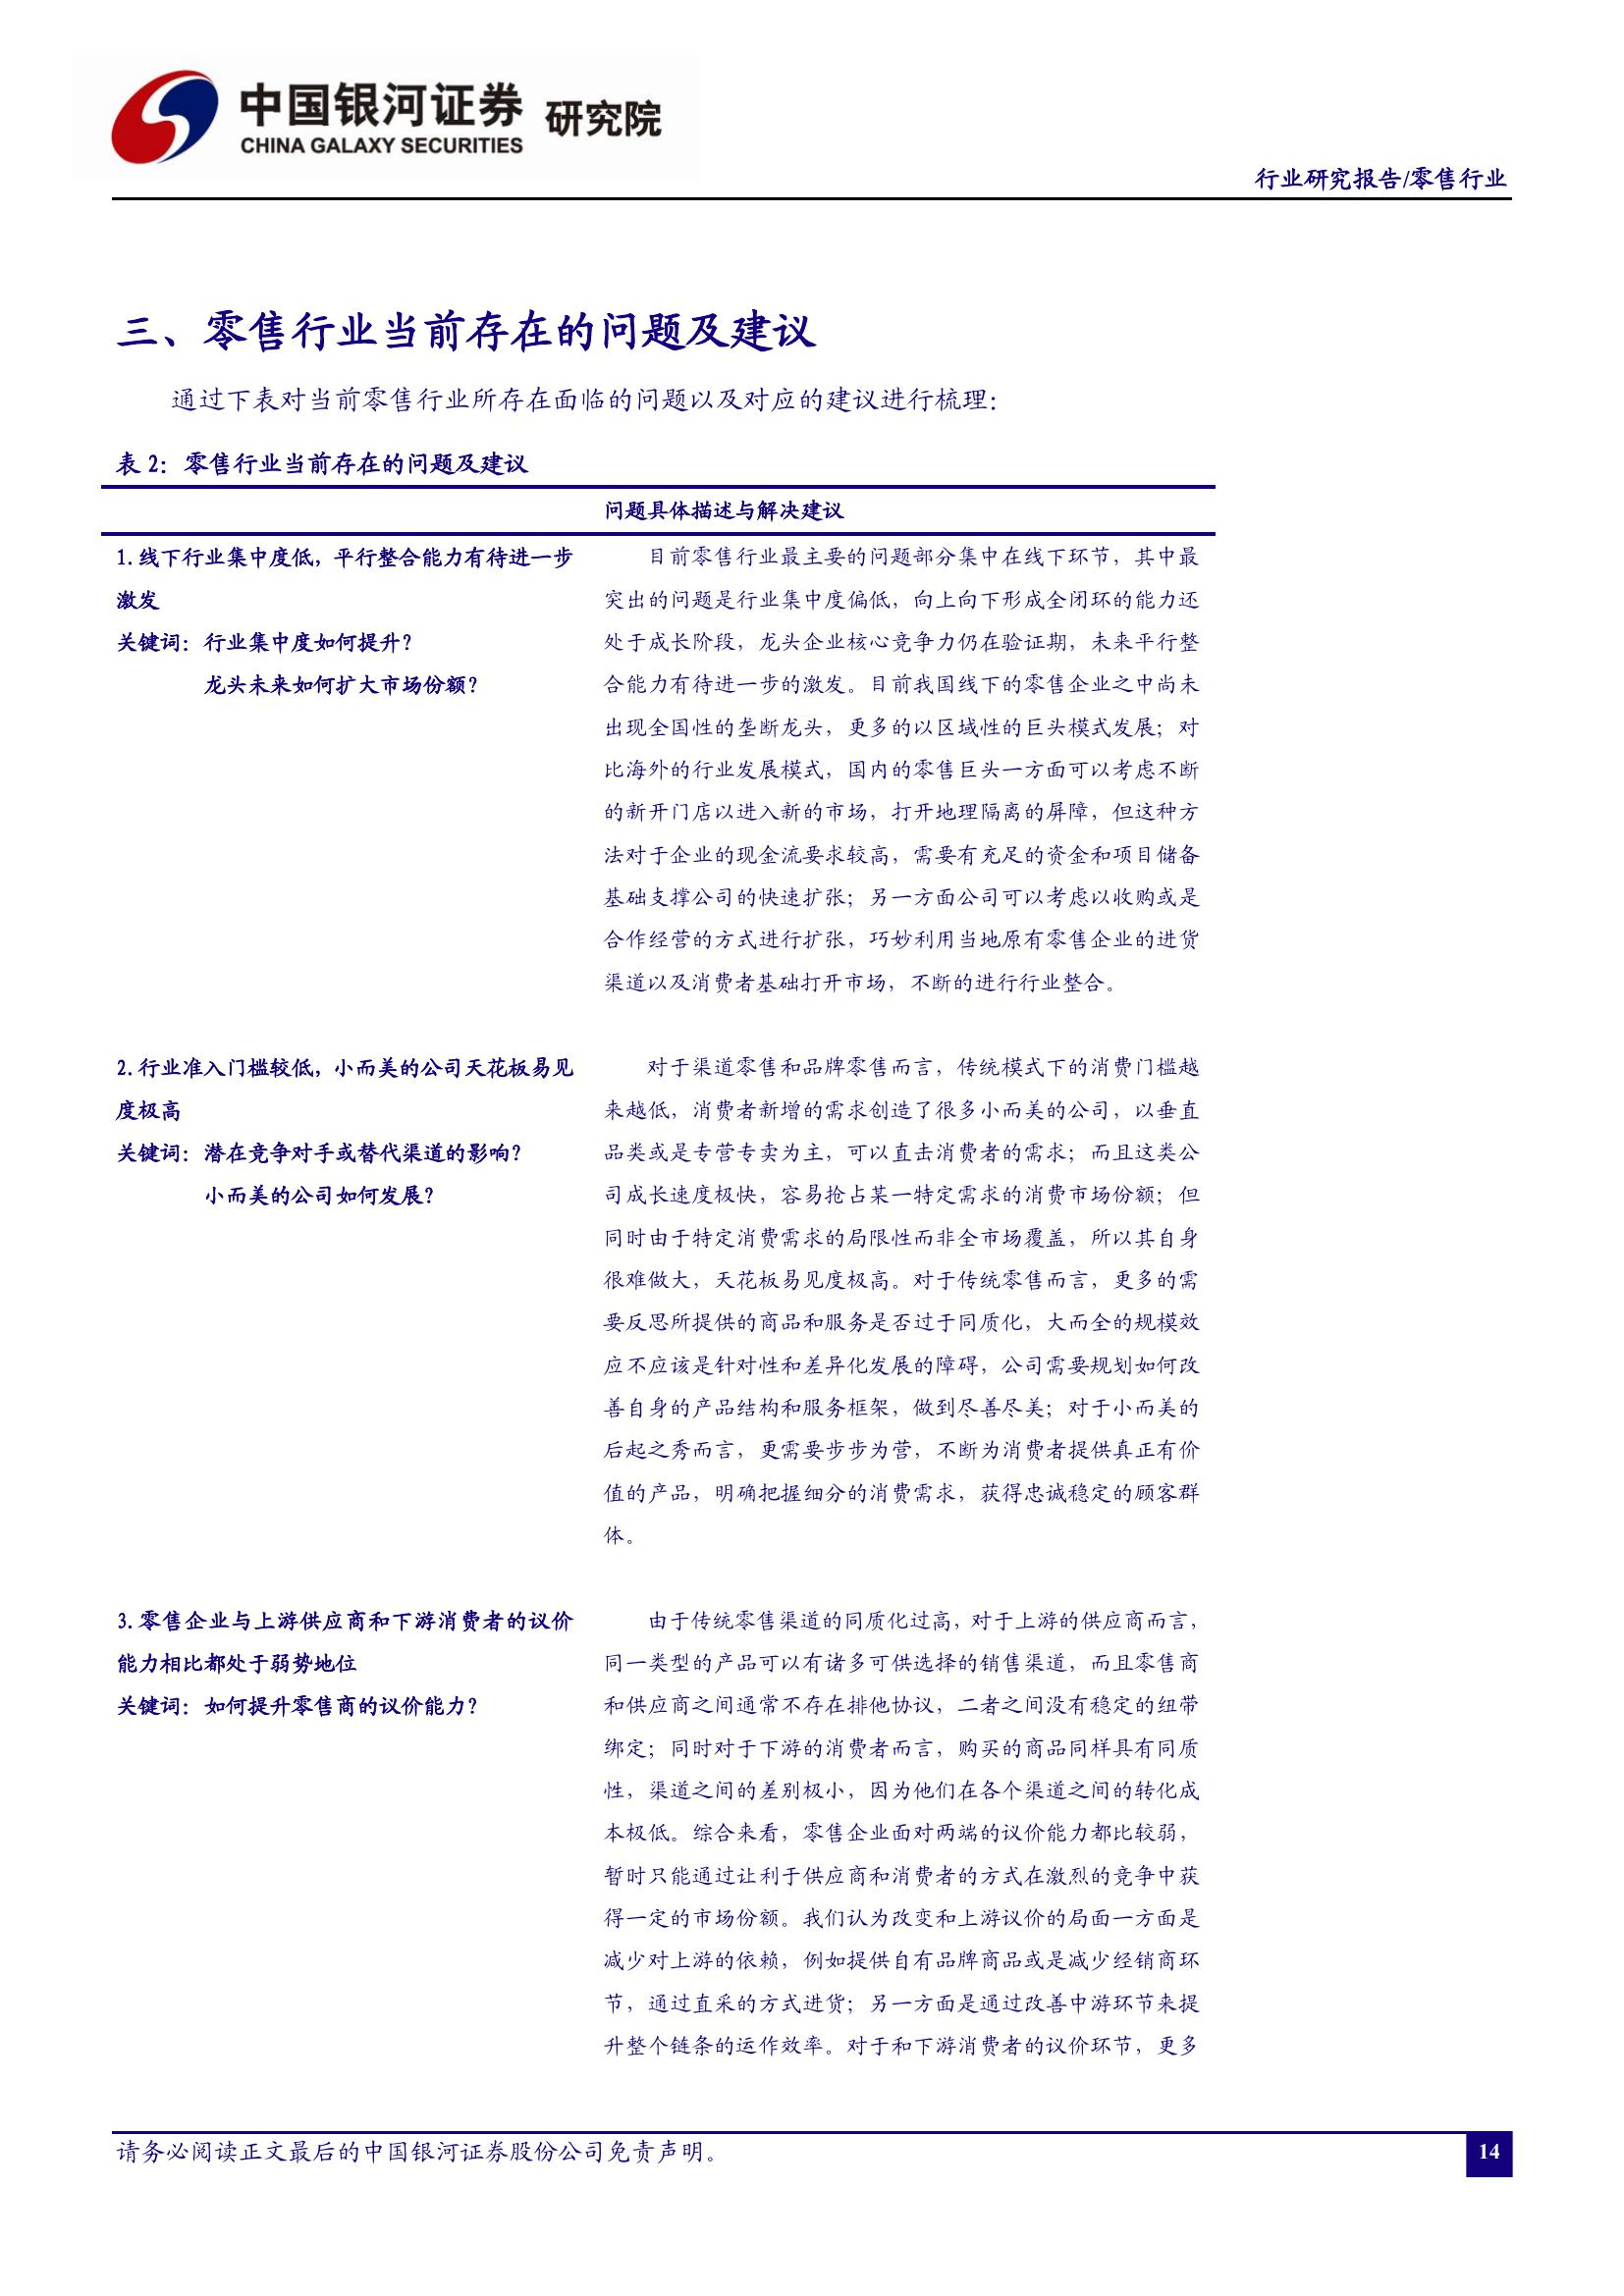 中国银河证券 研究院
CHINA GALAXY SECURITIES
行业研究报告/零售行业
三、零售行业当前存在的问题及建议
通过下表对当前零售行业所存在面临的问题以及对应的建议进行梳理：
表 2：零售行业当前存在的问题及建议
问题具体描述与解决建议
1. 线下行业集中度低，平行整合能力有待进一步
激发
关键词：行业集中度如何提升？
龙头未来如何扩大市场份额？
目前零售行业最主要的问题部分集中在线下环节，其中最
突出的问题是行业集中度偏低，向上向下形成全闭环的能力还
处于成长阶段，龙头企业核心竞争力仍在验证期，未来平行整
合能力有待进一步的激发。目前我国线下的零售企业之中尚未
出现全国性的垄断龙头，更多的以区域性的巨头模式发展；对
比海外的行业发展模式，国内的零售巨头一方面可以考虑不断
的新开门店以进入新的市场，打开地理隔离的屏障，但这种方
法对于企业的现金流要求较高，需要有充足的资金和项目储备
基础支撑公司的快速扩张；另一方面公司可以考虑以收购或是
合作经营的方式进行扩张，巧妙利用当地原有零售企业的进货
渠道以及消费者基础打开市场，不断的进行行业整合。
2. 行业准入门槛较低，小而美的公司天花板易见
度极高
关键词：潜在竞争对手或替代渠道的影响？
小而美的公司如何发展？
对于渠道零售和品牌零售而言，传统模式下的消费门槛越
来越低，消费者新增的需求创造了很多小而美的公司，以垂直
品类或是专营专卖为主，可以直击消费者的需求；而且这类公
司成长速度极快，容易抢占某一特定需求的消费市场份额；但
同时由于特定消费需求的局限性而非全市场覆盖，所以其自身
很难做大，天花板易见度极高。对于传统零售而言，更多的需
要反思所提供的商品和服务是否过于同质化，大而全的规模效
应不应该是针对性和差异化发展的障碍，公司需要规划如何改
善自身的产品结构和服务框架，做到尽善尽美；对于小而美的
后起之秀而言，更需要步步为营，不断为消费者提供真正有价
值的产品，明确把握细分的消费需求，获得忠诚稳定的顾客群
体。
3. 零售企业与上游供应商和下游消费者的议价
能力相比都处于弱势地位
关键词：如何提升零售商的议价能力？
由于传统零售渠道的同质化过高，对于上游的供应商而言，
同一类型的产品可以有诸多可供选择的销售渠道，而且零售商
和供应商之间通常不存在排他协议，二者之间没有稳定的纽带
绑定；同时对于下游的消费者而言，购买的商品同样具有同质
性，渠道之间的差别极小，因为他们在各个渠道之间的转化成
本极低。综合来看，零售企业面对两端的议价能力都比较弱，
暂时只能通过让利于供应商和消费者的方式在激烈的竞争中获
得一定的市场份额。我们认为改变和上游议价的局面一方面是
减少对上游的依赖，例如提供自有品牌商品或是减少经销商环
节，通过直采的方式进货；另一方面是通过改善中游环节来提
升整个链条的运作效率。对于和下游消费者的议价环节，更多
请务必阅读正文最后的中国银河证券股份公司免责声明。
14